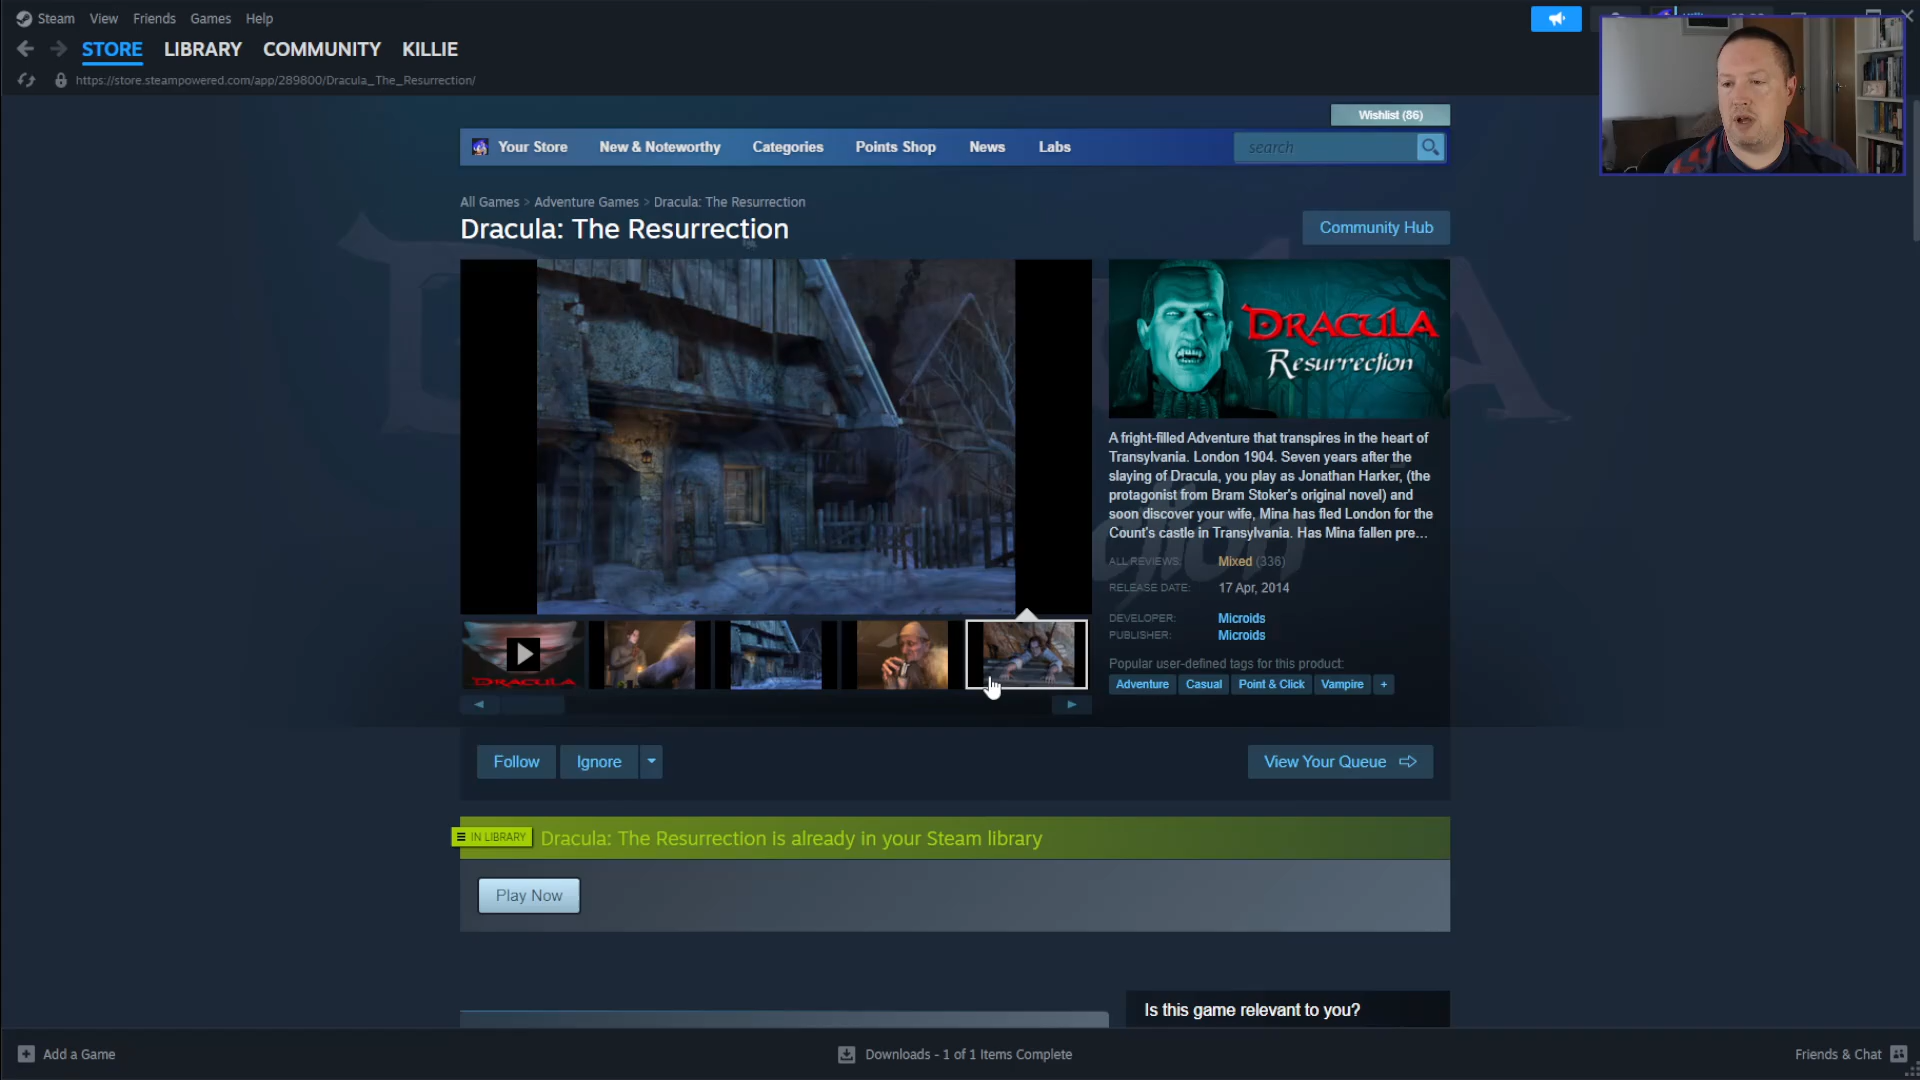 Steam View Friends Games Help
STORE LIBRARY COMMUNITY KILLIE
https://store.steampowered.com/app/289800/Dracula_The_Resurrection/
Wishlist (86)
Your Store New & Noteworthy Categories Points Shop News Labs search
All Games > Adventure Games > Dracula: The Resurrection
Dracula: The Resurrection
Community Hub
DRACULA
Resurrection
A fright-filled Adventure that transpires in the heart of
Transylvania. London 1904. Seven years after the
slaying of Dracula, you play as Jonathan Harker, (the
protagonist from Bram Stoker's original novel) and
soon discover your wife, Mina has fled London for the
Count's castle in Transylvania. Has Mina fallen pre...
ALL REVIEWS: Mixed (336)
RELEASE DATE: 17 Apr, 2014
DEVELOPER: Microids
PUBLISHER: Microids
Popular user-defined tags for this product:
Adventure Casual Point & Click Vampire +
DRACULA
Follow Ignore View Your Queue
IN LIBRARY Dracula: The Resurrection is already in your Steam library
Play Now
Is this game relevant to you?
Add a Game Downloads - 1 of 1 Items Complete Friends & Chat